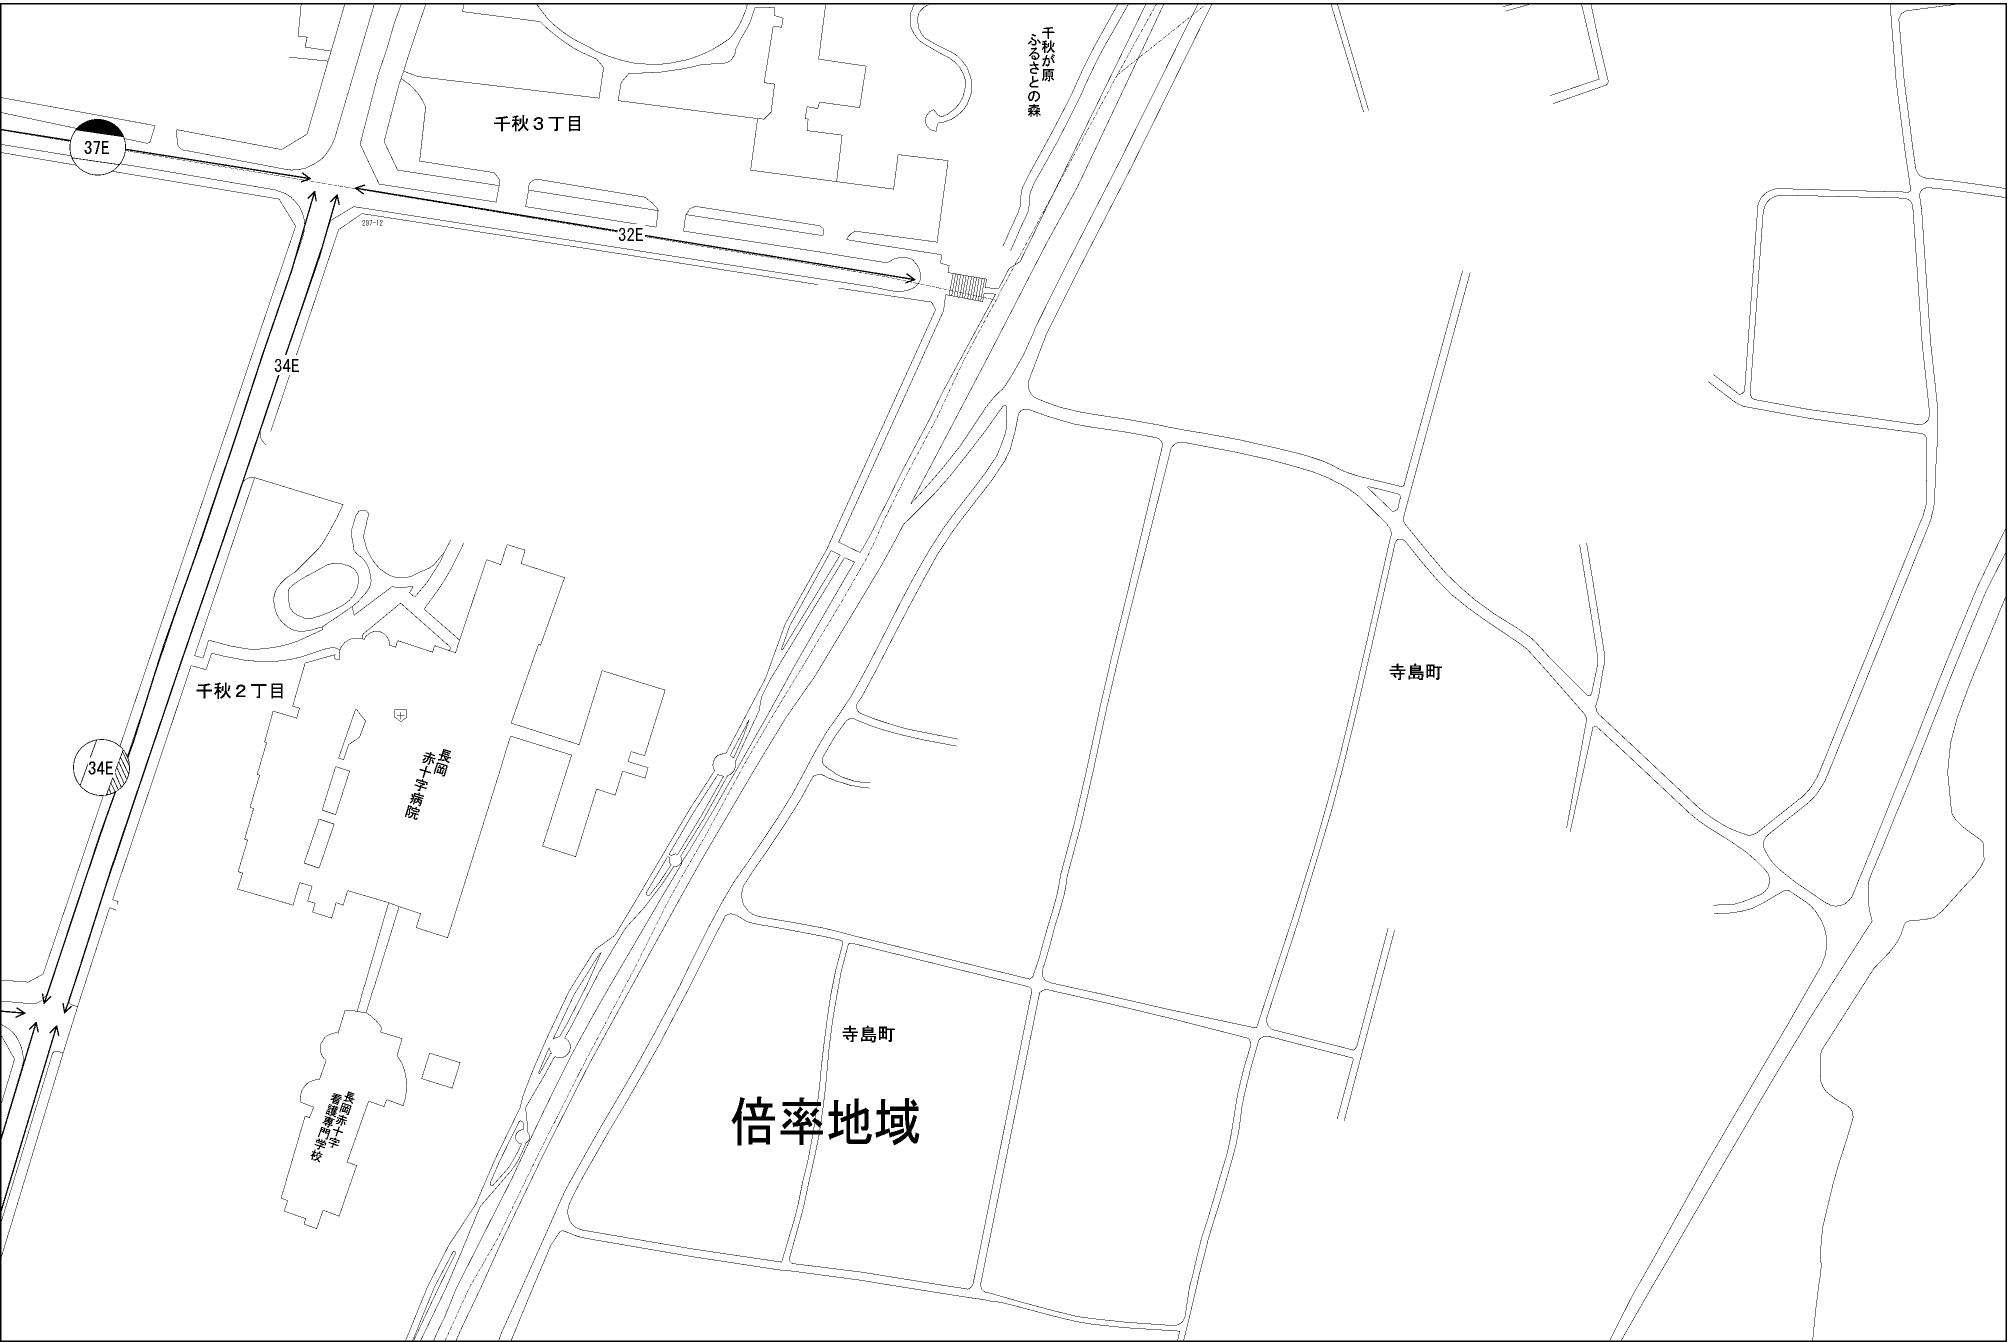 千秋が原
ふるさとの森
千秋３丁目
37E
297-12
32E
34E
千秋２丁目
寺島町
長岡
赤十字病院
34E
寺島町
倍率地域
長岡赤十字
看護専門学校